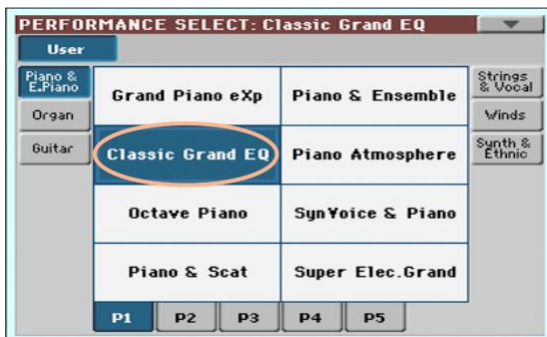 PERFORMANCE SELECT: Classic Grand EQ
User
Piano &
E.Piano
Organ
Guitar
Grand Piano eXp
Piano & Ensemble
Classic Grand EQ
Piano Atmosphere
Octave Piano
SynVoice & Piano
Piano & Scat
Super Elec.Grand
Strings
& Vocal
Winds
Synth &
Ethnic
P1
P2
P3
P4
P5